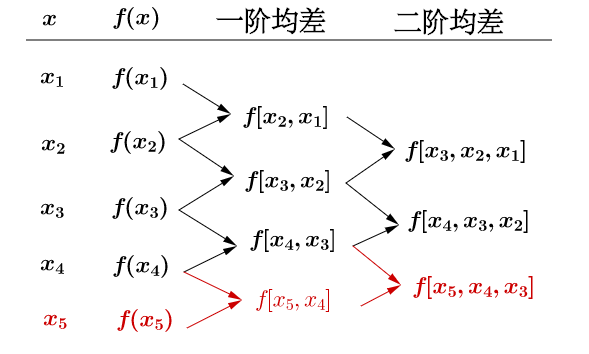 x f(x) 一阶均差 二阶均差
x₁ f(x₁)
f[x₂, x₁]
x₂ f(x₂) f[x₃, x₂, x₁]
f[x₃, x₂]
x₃ f(x₃) f[x₄, x₃, x₂]
f[x₄, x₃]
x₄ f(x₄) f[x₅, x₄, x₃]
f[x₅, x₄]
x₅ f(x₅)